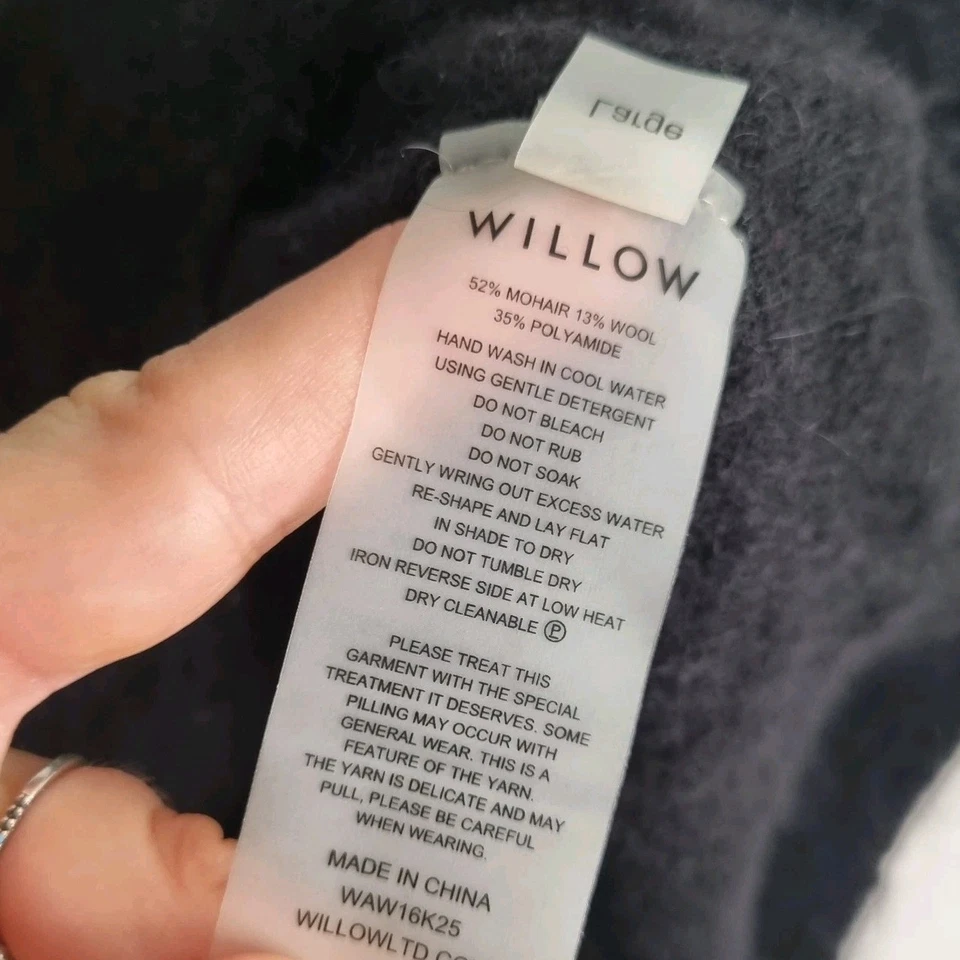 Large
WILLOW
52% MOHAIR 13% WOOL
35% POLYAMIDE
HAND WASH IN COOL WATER
USING GENTLE DETERGENT
DO NOT BLEACH
DO NOT RUB
DO NOT SOAK
GENTLY WRING OUT EXCESS WATER
RE-SHAPE AND LAY FLAT
IN SHADE TO DRY
DO NOT TUMBLE DRY
IRON REVERSE SIDE AT LOW HEAT
DRY CLEANABLE Ⓟ
PLEASE TREAT THIS
GARMENT WITH THE SPECIAL
TREATMENT IT DESERVES. SOME
PILLING MAY OCCUR WITH
GENERAL WEAR. THIS IS A
FEATURE OF THE YARN.
THE YARN IS DELICATE AND MAY
PULL, PLEASE BE CAREFUL
WHEN WEARING.
MADE IN CHINA
WAW16K25
WILLOWLTD